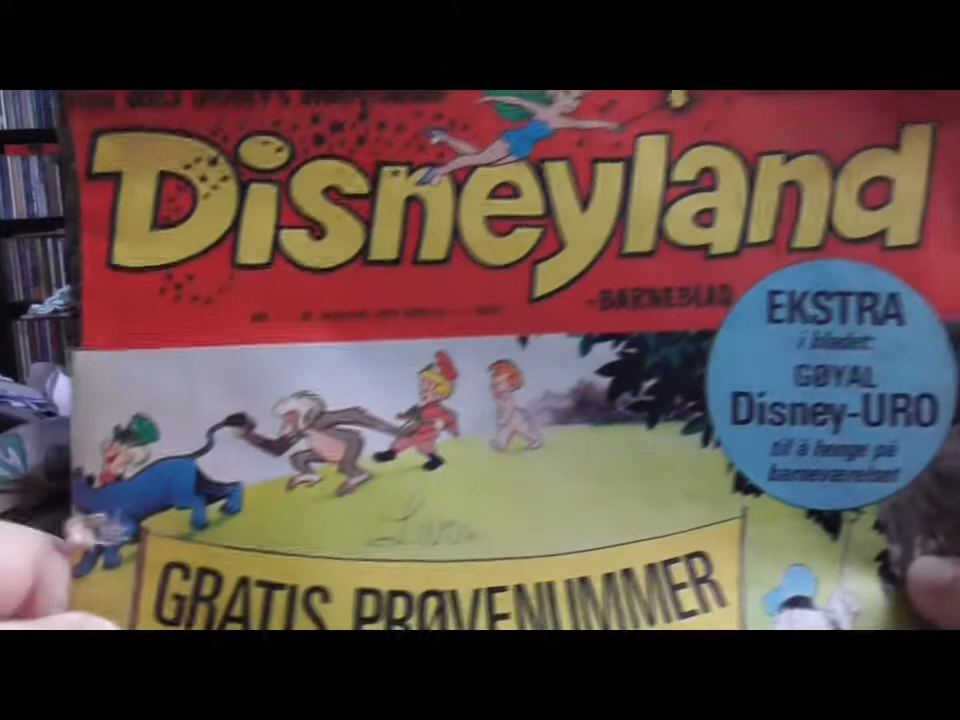 Disneyland
-BARNEBLAD
EKSTRA
i bladet:
GØYAL
Disney-URO
til å henge på
barneværelset
GRATIS PRØVENUMMER